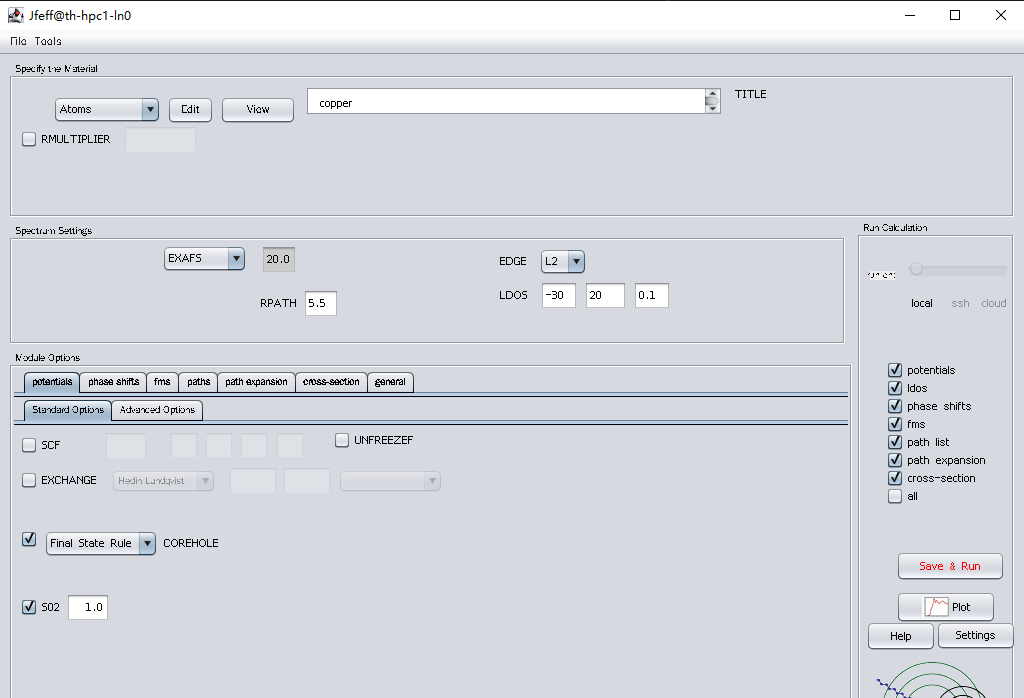 Jfeff@th-hpc1-ln0
File Tools
Specify the Material
Atoms Edit View copper TITLE
RMULTIPLIER
Spectrum Settings
EXAFS 20.0 EDGE L2
RPATH 5.5 LDOS -30 20 0.1
Run Calculation
local ssh cloud
Module Options
potentials phase shifts fms paths path expansion cross-section general
Standard Options Advanced Options
SCF UNFREEZEF
EXCHANGE Hedin Lundqvist
Final State Rule COREHOLE
S02 1.0
potentials
ldos
phase shifts
fms
path list
path expansion
cross-section
all
Save & Run
Plot
Help Settings